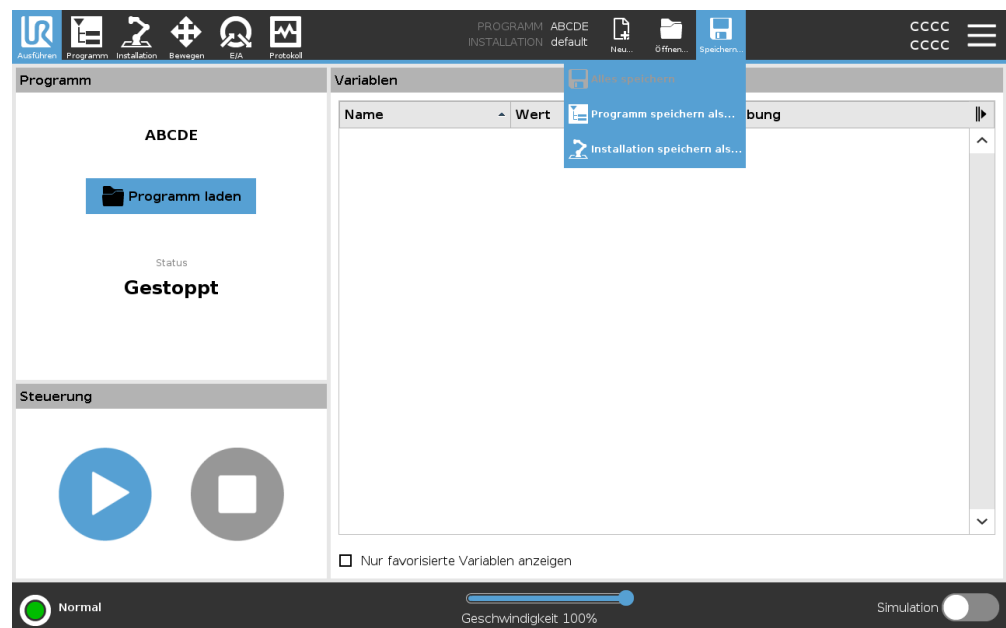 UR
Ausführen
Programm
Installation
Bewegen
E/A
Protokoll
PROGRAMM ABCDE
INSTALLATION default
Neu...
Öffnen...
Speichern...
CCCC
CCCC
Alles speichern
Programm speichern als...
Installation speichern als...
Programm
ABCDE
Programm laden
Status
Gestoppt
Variablen
Name
Wert
bung
Nur favorisierte Variablen anzeigen
Steuerung
Normal
Geschwindigkeit 100%
Simulation